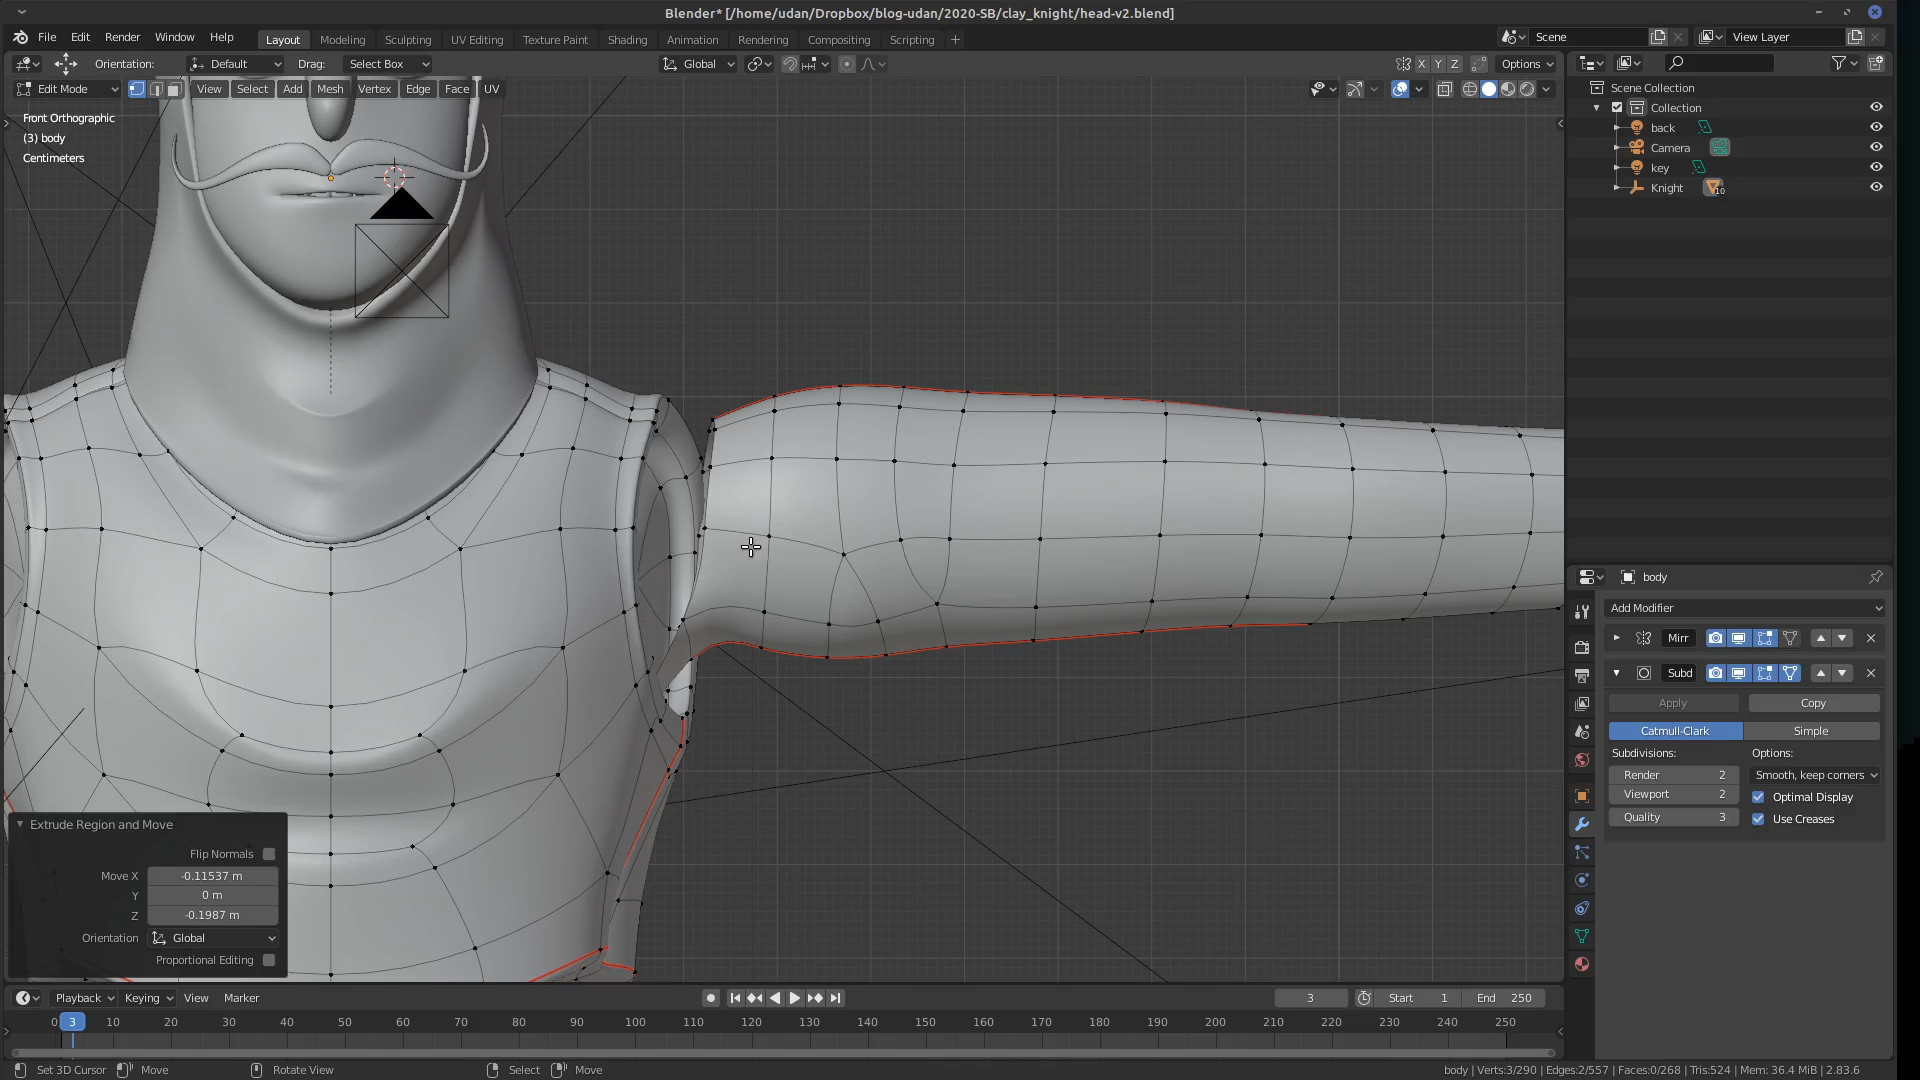 Blender* [/home/udan/Dropbox/blog-udan/2020-SB/clay_knight/head-v2.blend]
File Edit Render Window Help
Layout Modeling Sculpting UV Editing Texture Paint Shading Animation Rendering Compositing Scripting +
Scene
View Layer
Orientation: Default Drag: Select Box
Global
X Y Z Options
Edit Mode View Select Add Mesh Vertex Edge Face UV
Front Orthographic
(3) body
Centimeters
Scene Collection
Collection
back
Camera
key
Knight 10
body
Add Modifier
Mirr
Subd
Apply Copy
Catmull-Clark Simple
Subdivisions: Options:
Render 2 Smooth, keep corners
Viewport 2 Optimal Display
Quality 3 Use Creases
Extrude Region and Move
Flip Normals
Move X -0.11537 m
Y 0 m
Z -0.1987 m
Orientation Global
Proportional Editing
Playback Keying View Marker
3 Start 1 End 250
0 3 10 20 30 40 50 60 70 80 90 100 110 120 130 140 150 160 170 180 190 200 210 220 230 240 250
Set 3D Cursor Move Rotate View Select Move
body | Verts:3/290 | Edges:2/557 | Faces:0/268 | Tris:524 | Mem: 36.4 MiB | 2.83.6